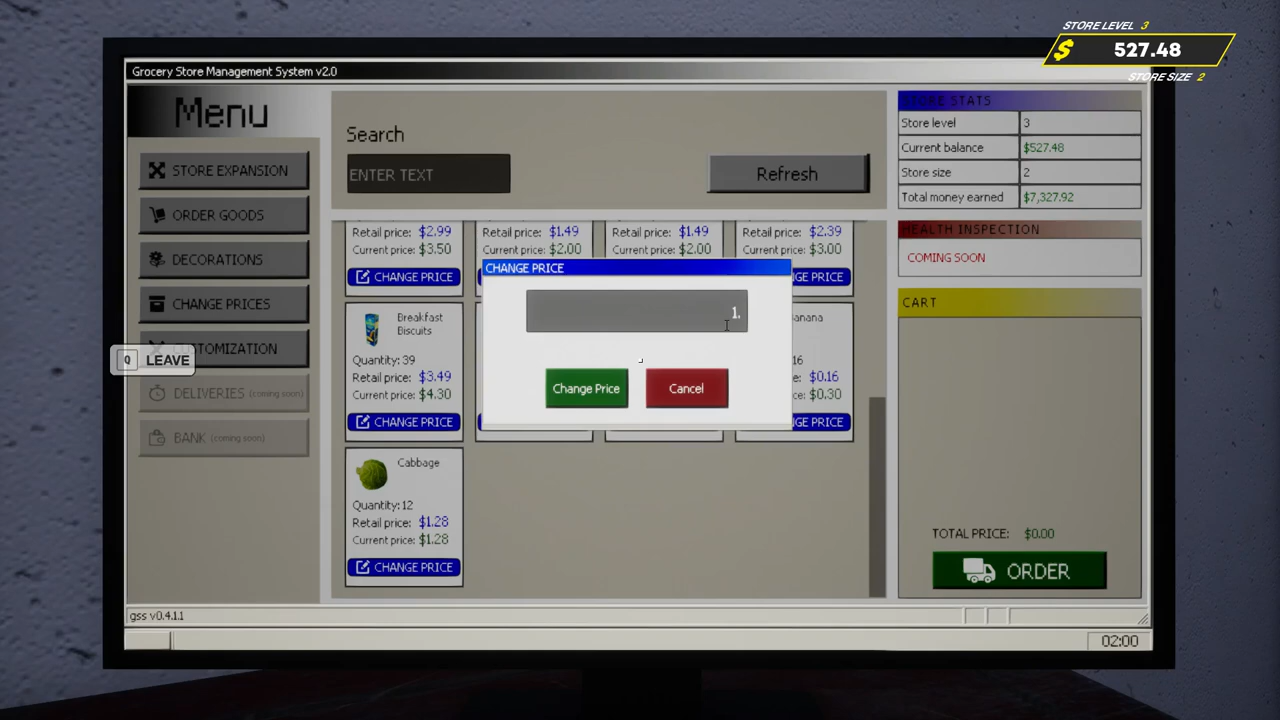 STORE LEVEL 3
$ 527.48
STORE SIZE 2
Grocery Store Management System v2.0
Menu
STORE EXPANSION
ORDER GOODS
DECORATIONS
CHANGE PRICES
CUSTOMIZATION
Q LEAVE
DELIVERIES (coming soon)
BANK (coming soon)
Search
ENTER TEXT
Refresh
Retail price: $2.99
Current price: $3.50
CHANGE PRICE
Retail price: $1.49
Current price: $2.00
Retail price: $1.49
Current price: $2.00
Retail price: $2.39
Current price: $3.00
CHANGE PRICE
CHANGE PRICE
1.
Change Price
Cancel
Breakfast
Biscuits
Quantity: 39
Retail price: $3.49
Current price: $4.30
CHANGE PRICE
anana
16
e: $0.16
e: $0.30
GE PRICE
Cabbage
Quantity: 12
Retail price: $1.28
Current price: $1.28
CHANGE PRICE
STORE STATS
Store level 3
Current balance $527.48
Store size 2
Total money earned $7,327.92
HEALTH INSPECTION
COMING SOON
CART
TOTAL PRICE: $0.00
ORDER
gss v0.4.1.1
02:00